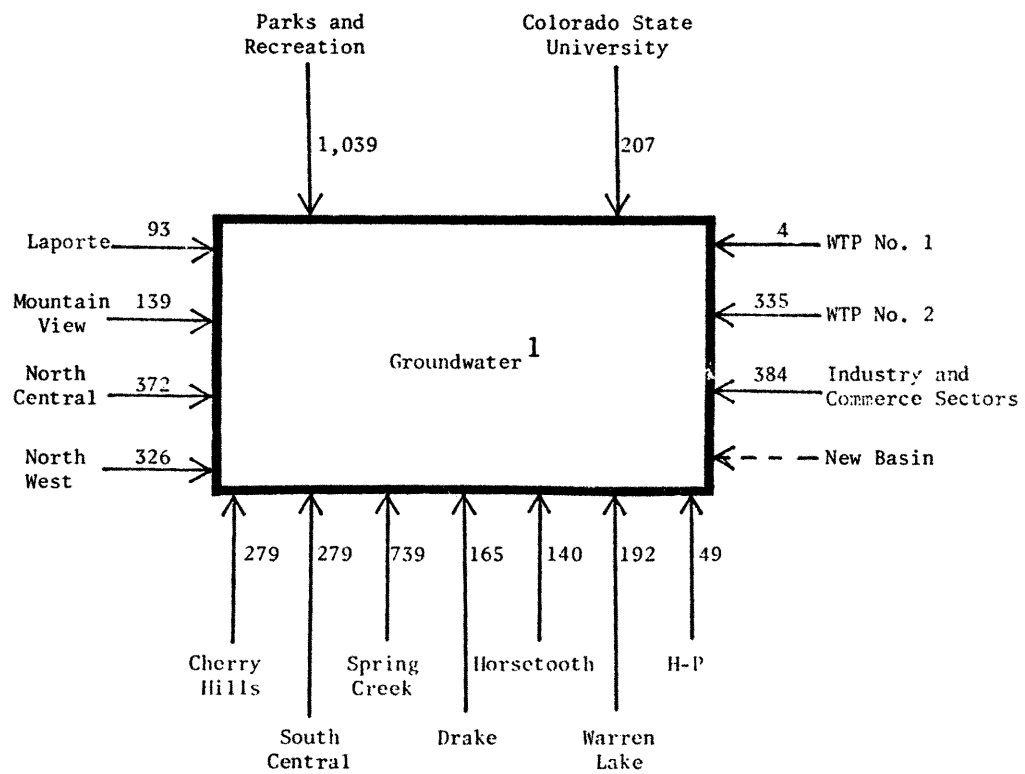 Parks and
Recreation
Colorado State
University
1,039
207
Laporte
93
4
WTP No. 1
Mountain
View
139
335
WTP No. 2
Groundwater 1
North
Central
372
384
Industry and
Commerce Sectors
North
West
326
New Basin
279
279
739
165
140
192
49
Cherry
Hills
Spring
Creek
Horsetooth
H-P
South
Central
Drake
Warren
Lake